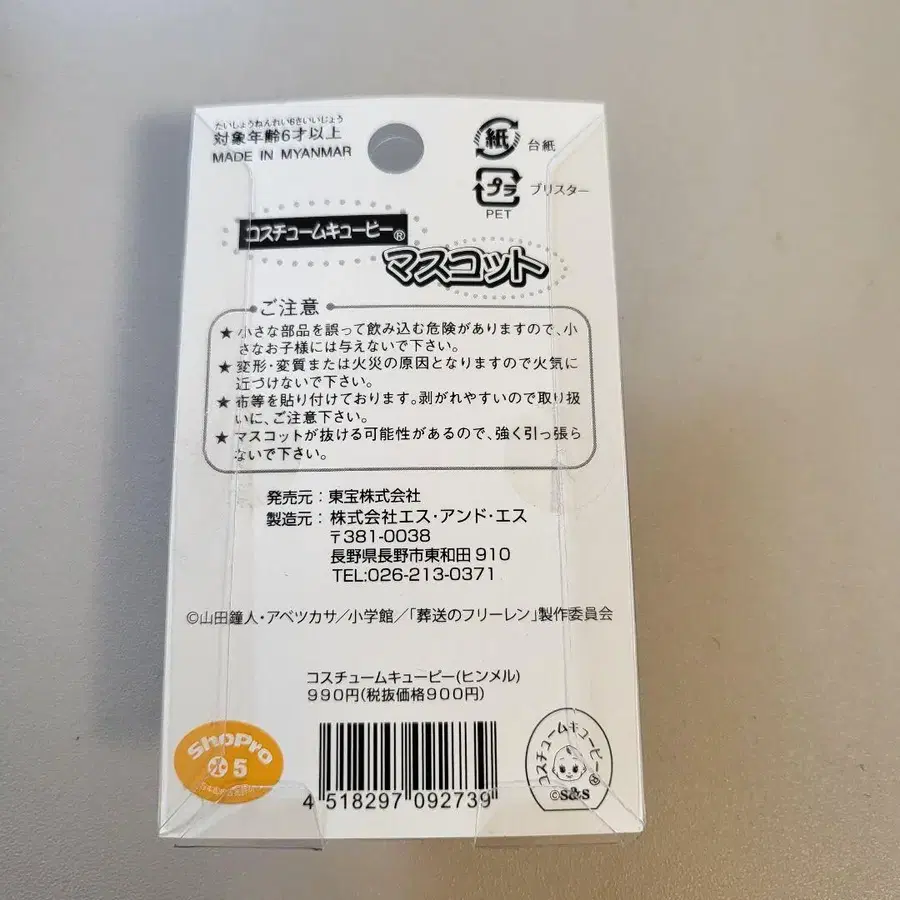 たいしょうねんれい6さいいじょう
対象年齢6才以上
MADE IN MYANMAR
紙
台紙
プラ
ブリスター
PET
コスチュームキューピー®
マスコット
ご注意
★小さな部品を誤って飲み込む危険がありますので、小
さなお子様には与えないで下さい。
★変形・変質または火災の原因となりますので火気に
近づけないで下さい。
★布等を貼り付けております。剥がれやすいので取り扱
いに、ご注意下さい。
★マスコットが抜ける可能性があるので、強く引っ張ら
ないで下さい。
発売元：東宝株式会社
製造元：株式会社エス・アンド・エス
〒381-0038
長野県長野市東和田 910
TEL:026-213-0371
©山田鐘人・アベツカサ／小学館／「葬送のフリーレン」製作委員会
コスチュームキューピー(ヒンメル)
990円(税抜価格900円)
ShoPro
小 5
4 518297 092739
コスチュームキューピー®
©S&S